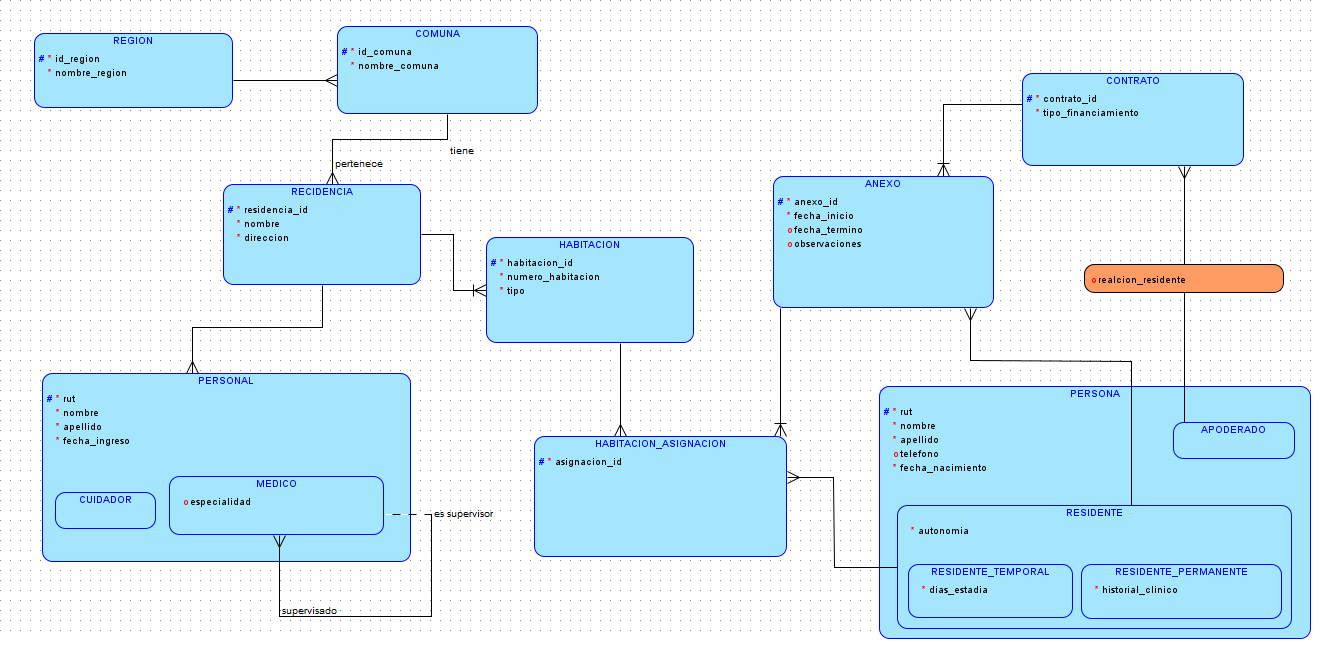 REGION
# * id_region
* nombre_region
COMUNA
# * id_comuna
* nombre_comuna
tiene
pertenece
RECIDENCIA
# * residencia_id
* nombre
* direccion
HABITACION
# * habitacion_id
* numero_habitacion
* tipo
CONTRATO
# * contrato_id
* tipo_financiamiento
ANEXO
# * anexo_id
* fecha_inicio
o fecha_termino
o observaciones
o realcion_residente
PERSONAL
# * rut
* nombre
* apellido
* fecha_ingreso
CUIDADOR
MEDICO
o especialidad
es supervisor
supervisado
HABITACION_ASIGNACION
# * asignacion_id
PERSONA
# * rut
* nombre
* apellido
o telefono
* fecha_nacimiento
APODERADO
RESIDENTE
* autonomia
RESIDENTE_TEMPORAL
* dias_estadia
RESIDENTE_PERMANENTE
* historial_clinico